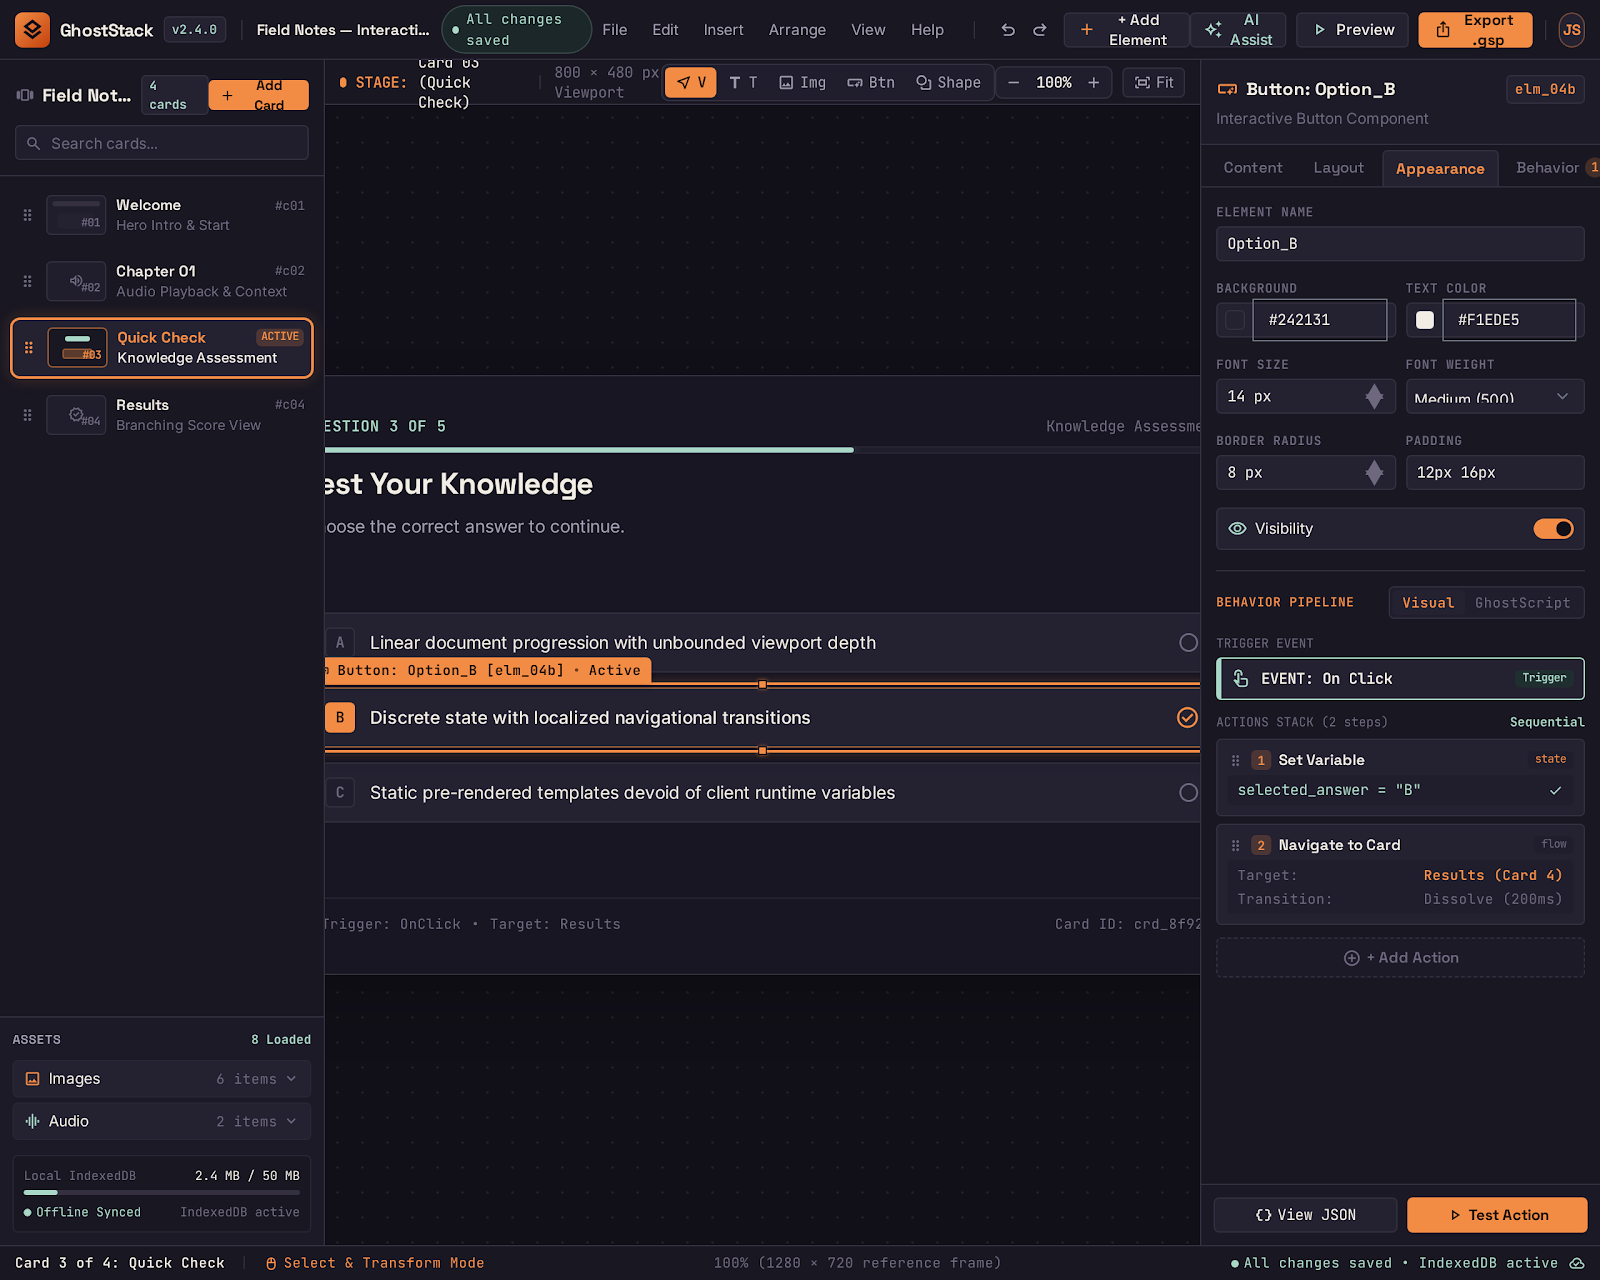 GhostStack
v2.4.0
Field Notes — Interacti...
All changes
saved
File
Edit
Insert
Arrange
View
Help
+ Add
Element
AI
Assist
Preview
Export
.gsp
JS
Field Not...
4
cards
Add
Card
Search cards...
#01
Welcome
#c01
Hero Intro & Start
#02
Chapter 01
#c02
Audio Playback & Context
#03
Quick Check
ACTIVE
Knowledge Assessment
#04
Results
#c04
Branching Score View
ASSETS
8 Loaded
Images
6 items
Audio
2 items
Local IndexedDB
2.4 MB / 50 MB
Offline Synced
IndexedDB active
STAGE:
Card 03
(Quick
Check)
800 × 480 px
Viewport
V
T T
Img
Btn
Shape
100%
Fit
ESTION 3 OF 5
Knowledge Assessme
est Your Knowledge
oose the correct answer to continue.
A
Linear document progression with unbounded viewport depth
Button: Option_B [elm_04b] • Active
B
Discrete state with localized navigational transitions
C
Static pre-rendered templates devoid of client runtime variables
Trigger: OnClick • Target: Results
Card ID: crd_8f92
Button: Option_B
elm_04b
Interactive Button Component
Content
Layout
Appearance
Behavior
1
ELEMENT NAME
Option_B
BACKGROUND
TEXT COLOR
#242131
#F1EDE5
FONT SIZE
FONT WEIGHT
14 px
Medium (500)
BORDER RADIUS
PADDING
8 px
12px 16px
Visibility
BEHAVIOR PIPELINE
Visual
GhostScript
TRIGGER EVENT
EVENT: On Click
Trigger
ACTIONS STACK (2 steps)
Sequential
1
Set Variable
state
selected_answer = "B"
2
Navigate to Card
flow
Target:
Results (Card 4)
Transition:
Dissolve (200ms)
+ Add Action
{} View JSON
Test Action
Card 3 of 4: Quick Check
Select & Transform Mode
100% (1280 × 720 reference frame)
All changes saved • IndexedDB active